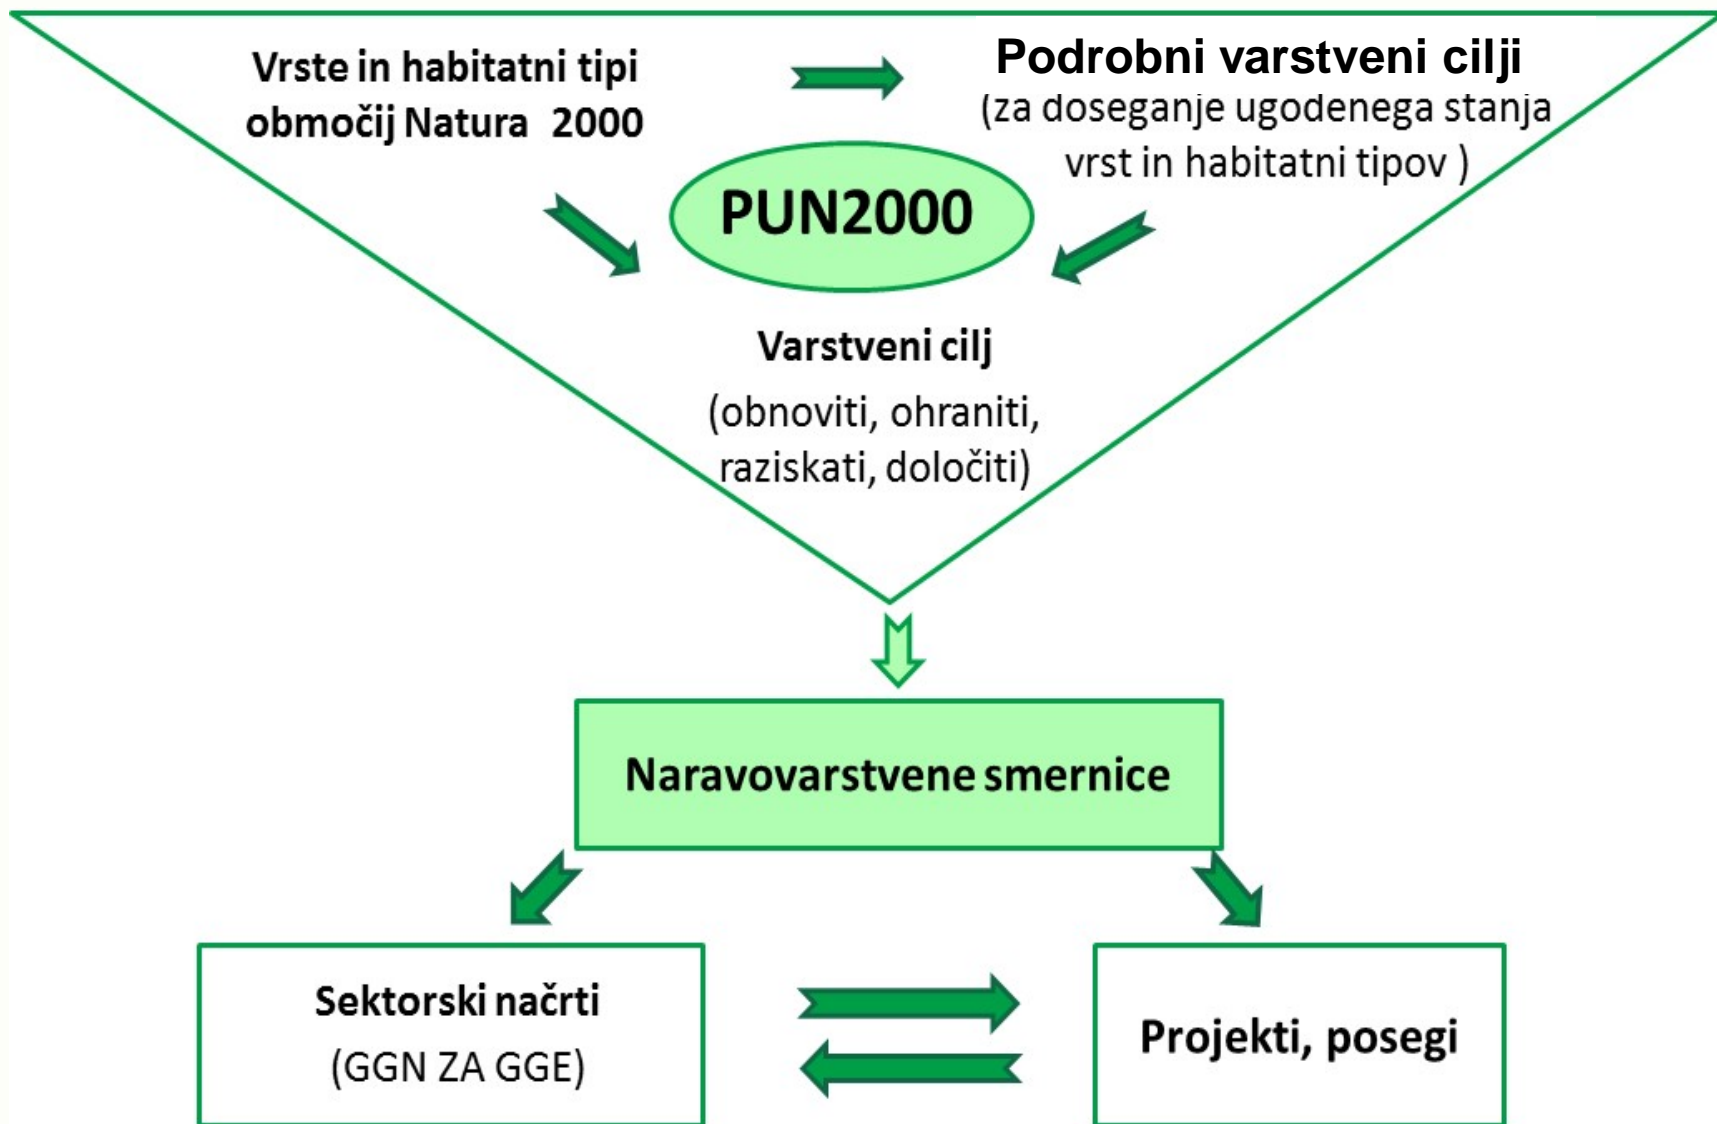 Vrste in habitatni tipi
območij Natura 2000
Podrobni varstveni cilji
(za doseganje ugodenega stanja
vrst in habitatni tipov )
PUN2000
Varstveni cilj
(obnoviti, ohraniti,
raziskati, določiti)
Naravovarstvene smernice
Sektorski načrti
(GGN ZA GGE)
Projekti, posegi